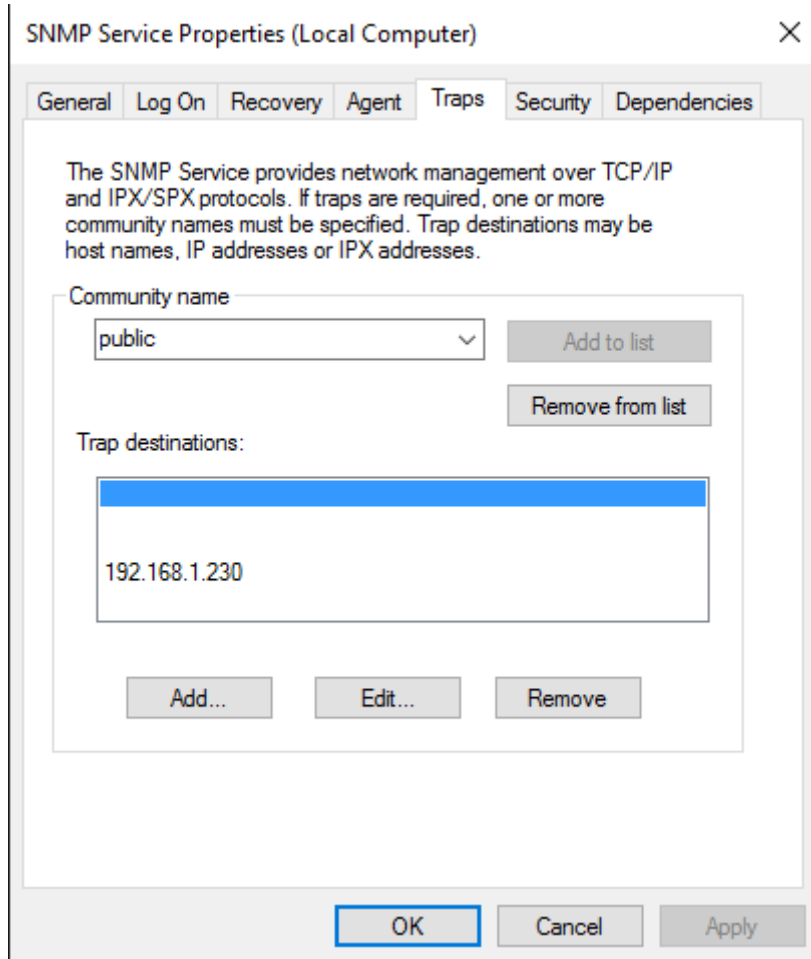 SNMP Service Properties (Local Computer)
General Log On Recovery Agent Traps Security Dependencies
The SNMP Service provides network management over TCP/IP
and IPX/SPX protocols. If traps are required, one or more
community names must be specified. Trap destinations may be
host names, IP addresses or IPX addresses.
Community name
public
Add to list
Remove from list
Trap destinations:
192.168.1.230
Add... Edit... Remove
OK Cancel Apply